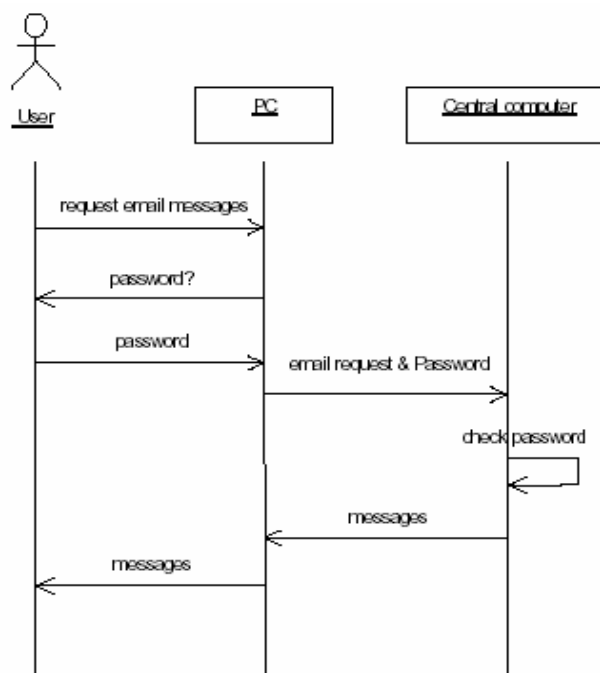 User
PC
Central computer
request email messages
password?
password
email request & Password
check password
messages
messages